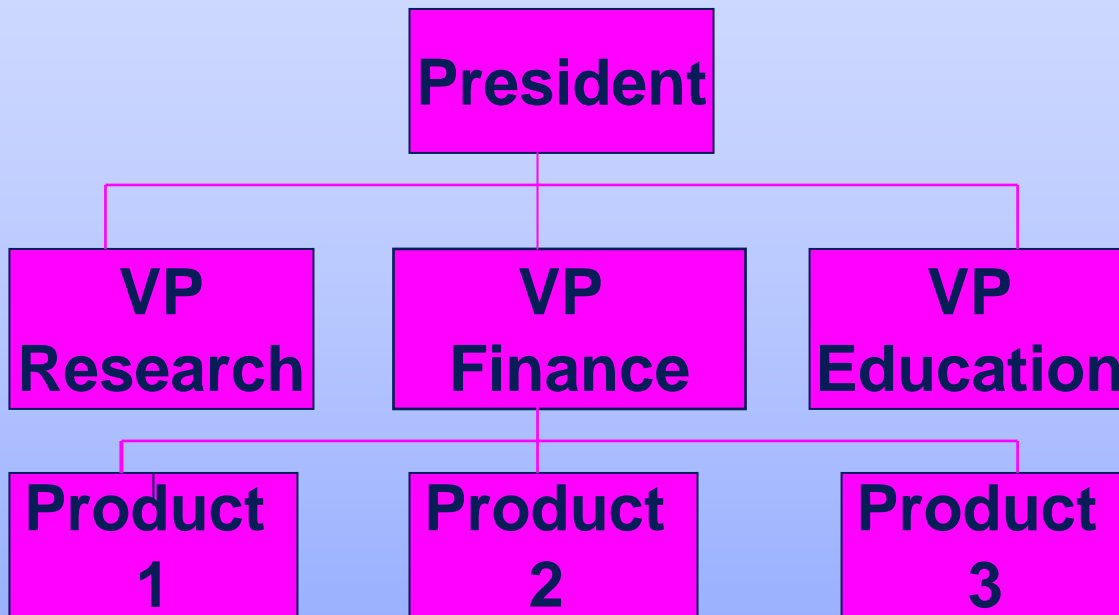 President
VP
Research
VP
Finance
VP
Education
Product
1
Product
2
Product
3